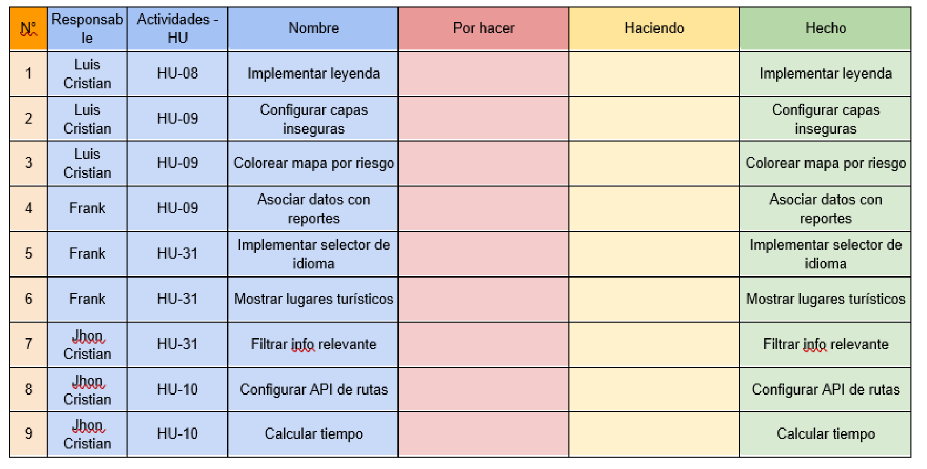 N° Responsab
le Actividades -
HU Nombre Por hacer Haciendo Hecho
1 Luis
Cristian HU-08 Implementar leyenda Implementar leyenda
2 Luis
Cristian HU-09 Configurar capas
inseguras Configurar capas
inseguras
3 Luis
Cristian HU-09 Colorear mapa por riesgo Colorear mapa por riesgo
4 Frank HU-09 Asociar datos con
reportes Asociar datos con
reportes
5 Frank HU-31 Implementar selector de
idioma Implementar selector de
idioma
6 Frank HU-31 Mostrar lugares turísticos Mostrar lugares turísticos
7 Jhon
Cristian HU-31 Filtrar info relevante Filtrar info relevante
8 Jhon
Cristian HU-10 Configurar API de rutas Configurar API de rutas
9 Jhon
Cristian HU-10 Calcular tiempo Calcular tiempo